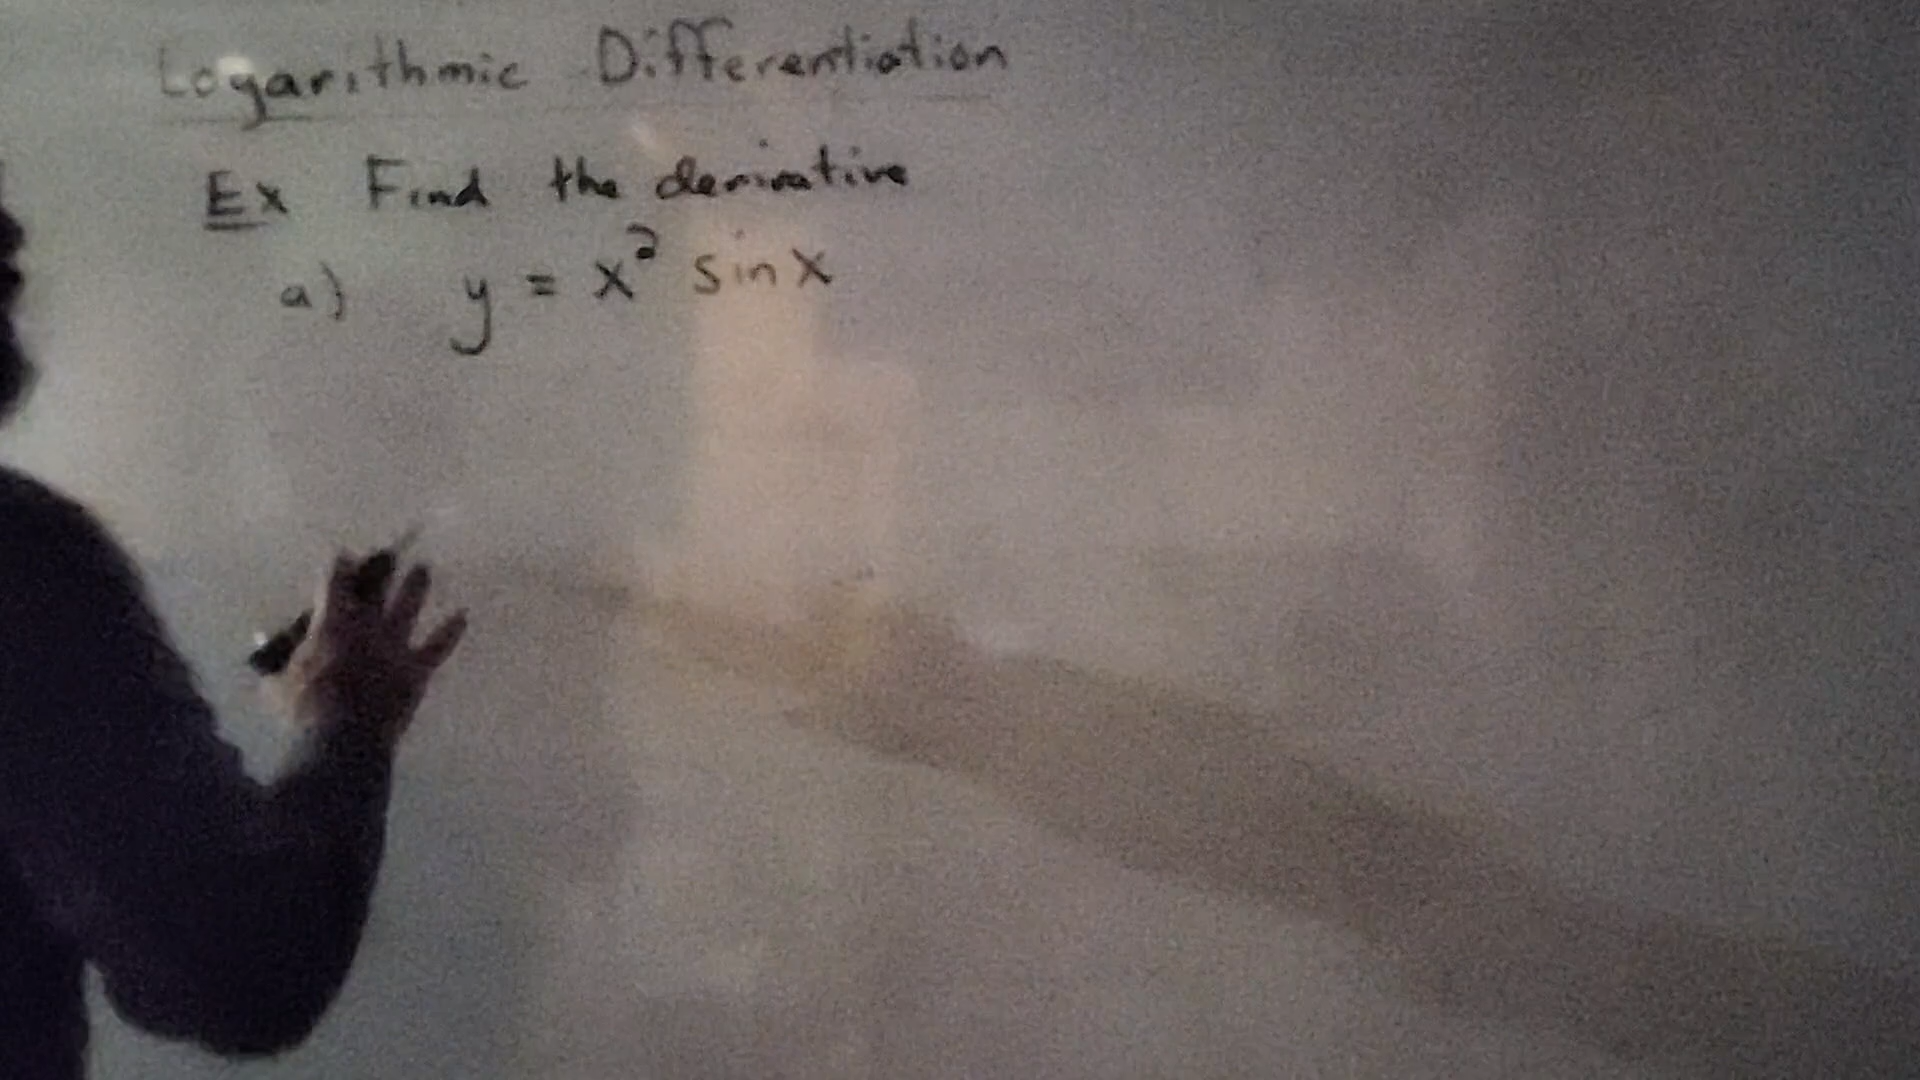 Logarithmic Differentiation
Ex Find the derivative
a) y = x² sin x